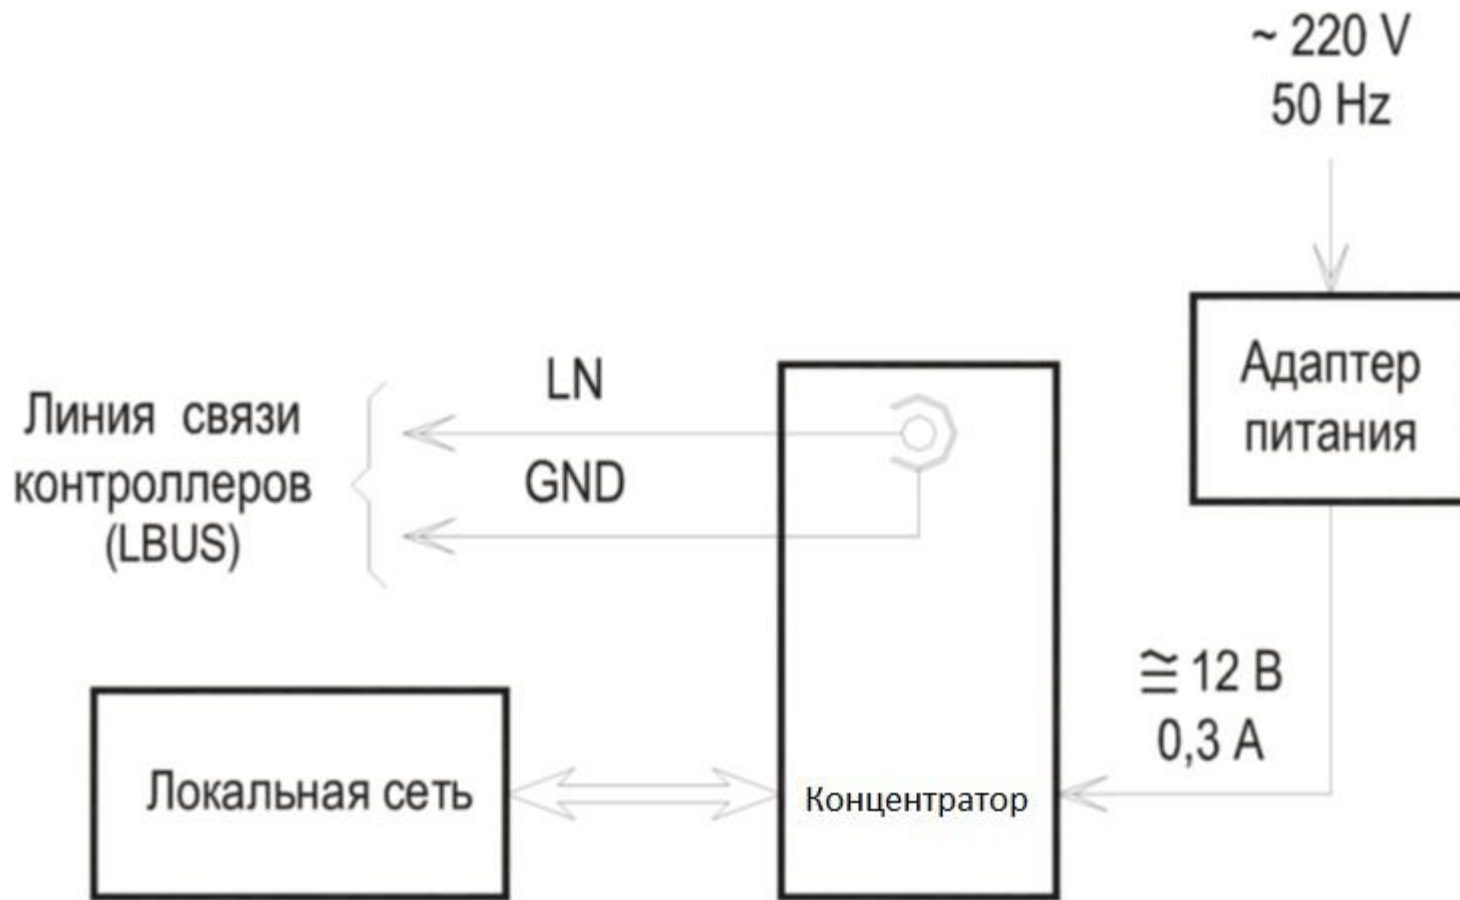 ~ 220 V
50 Hz
Адаптер
питания
LN
Линия связи
контроллеров
(LBUS)
GND
≅ 12 В
0,3 А
Локальная сеть
Концентратор